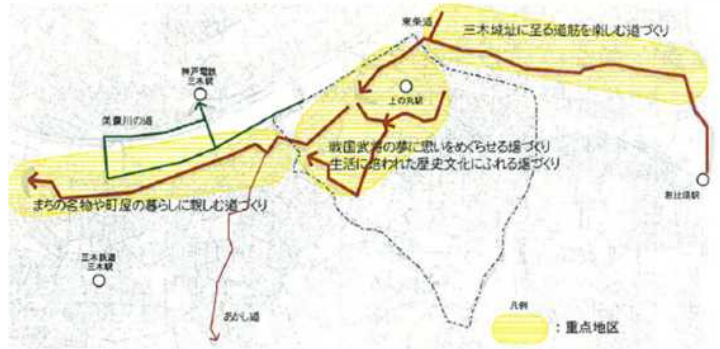 東条道
三木城址に至る道筋を楽しむ道づくり
神戸電鉄
三木駅
上の丸駅
美嚢川の道
戦国武将の夢に思いをめぐらせる畑づくり
生活に培われた歴史文化にふれる畑づくり
恵比須駅
まちの名物や町屋の暮らしに親しむ道づくり
三木鉄道
三木駅
あかし道
凡例
：重点地区